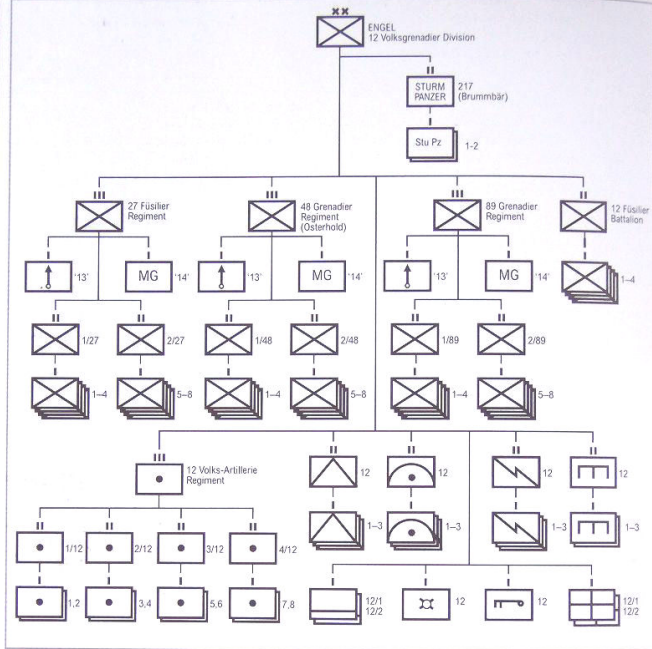 ENGEL
12 Volksgrenadier Division
STURM
PANZER
217
(Brummbär)
Stu Pz
1-2
27 Füsilier
Regiment
48 Grenadier
Regiment
(Osterhold)
89 Grenadier
Regiment
12 Füsilier
Battalion
'13'
MG
'14'
'13'
MG
'14'
'13'
MG
'14'
1–4
1/27
2/27
1/48
2/48
1/89
2/89
1–4
5–8
1–4
5–8
1–4
5–8
12 Volks-Artillerie
Regiment
12
12
12
12
1/12
2/12
3/12
4/12
1–3
1–3
1–3
1–3
1,2
3,4
5,6
7,8
12/1
12/2
12
12
12/1
12/2